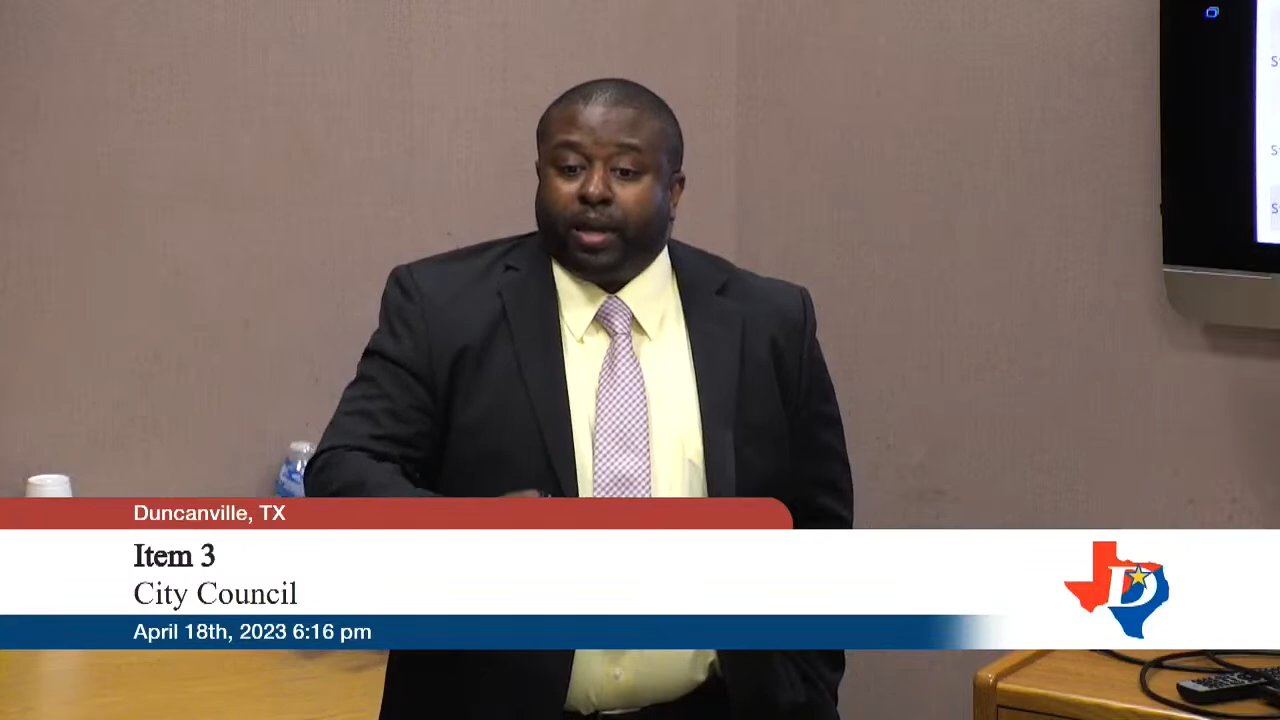 Duncanville, TX
Item 3
City Council
D
April 18th, 2023 6:16 pm